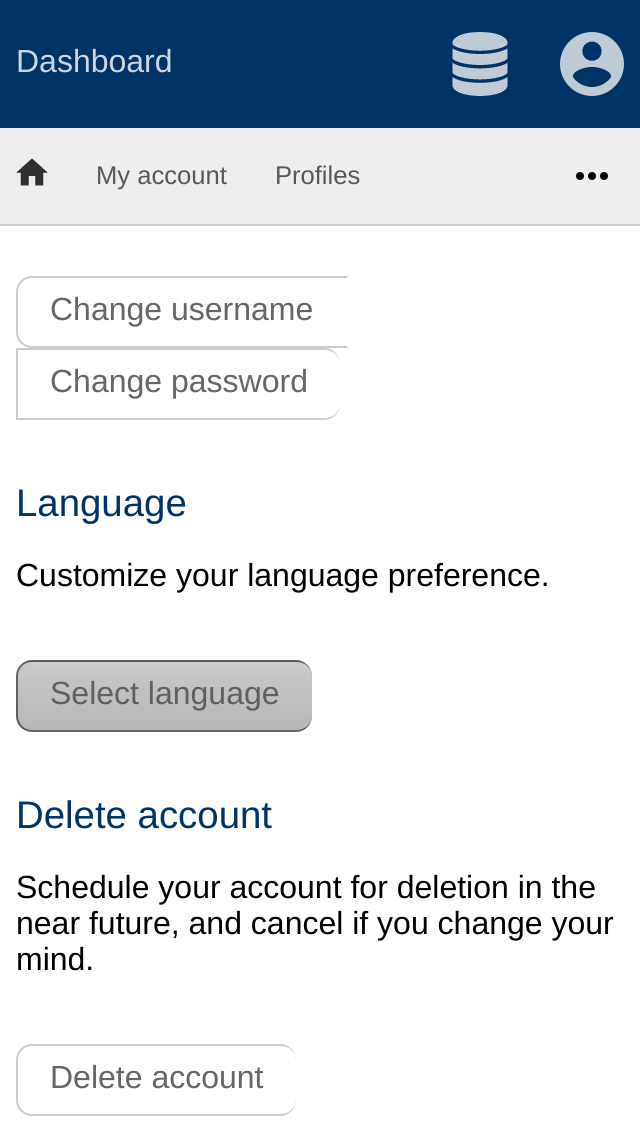 Dashboard
My account Profiles
Change username
Change password
Language
Customize your language preference.
Select language
Delete account
Schedule your account for deletion in the
near future, and cancel if you change your
mind.
Delete account